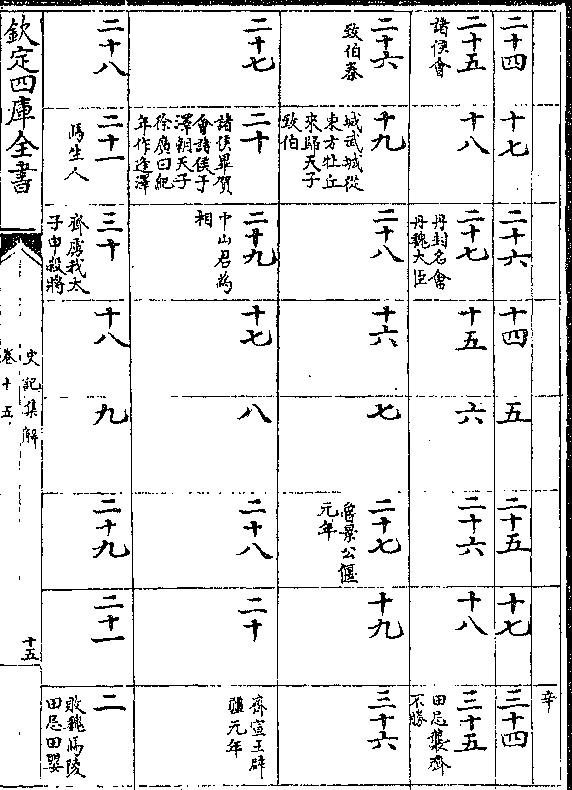 辛
二十四
十七
二十六
十四
五
二十五
十七
三十四
二十五
諸侯會
十八
二十七
丹封名會
丹魏大臣
十五
六
二十六
十八
三十五
田忌襲齊
不勝
二十六
致伯秦
十九
城武城從
東方牡丘
來歸天子
致伯
二十八
十六
七
二十七
魯景公偃
元年
十九
三十六
二十七
二十
諸侯畢賀
會諸侯于
澤朝天子
徐廣曰紀
年作逢澤
二十九
中山君為
相
十七
八
二十八
二十
齊宣王辟
彊元年
二十八
二十一
馬生人
三十
齊虜我太
子申殺將
十八
九
二十九
二十一
二
敗魏馬陵
田忌田嬰
欽定四庫全書
史記集解
卷十五
十五